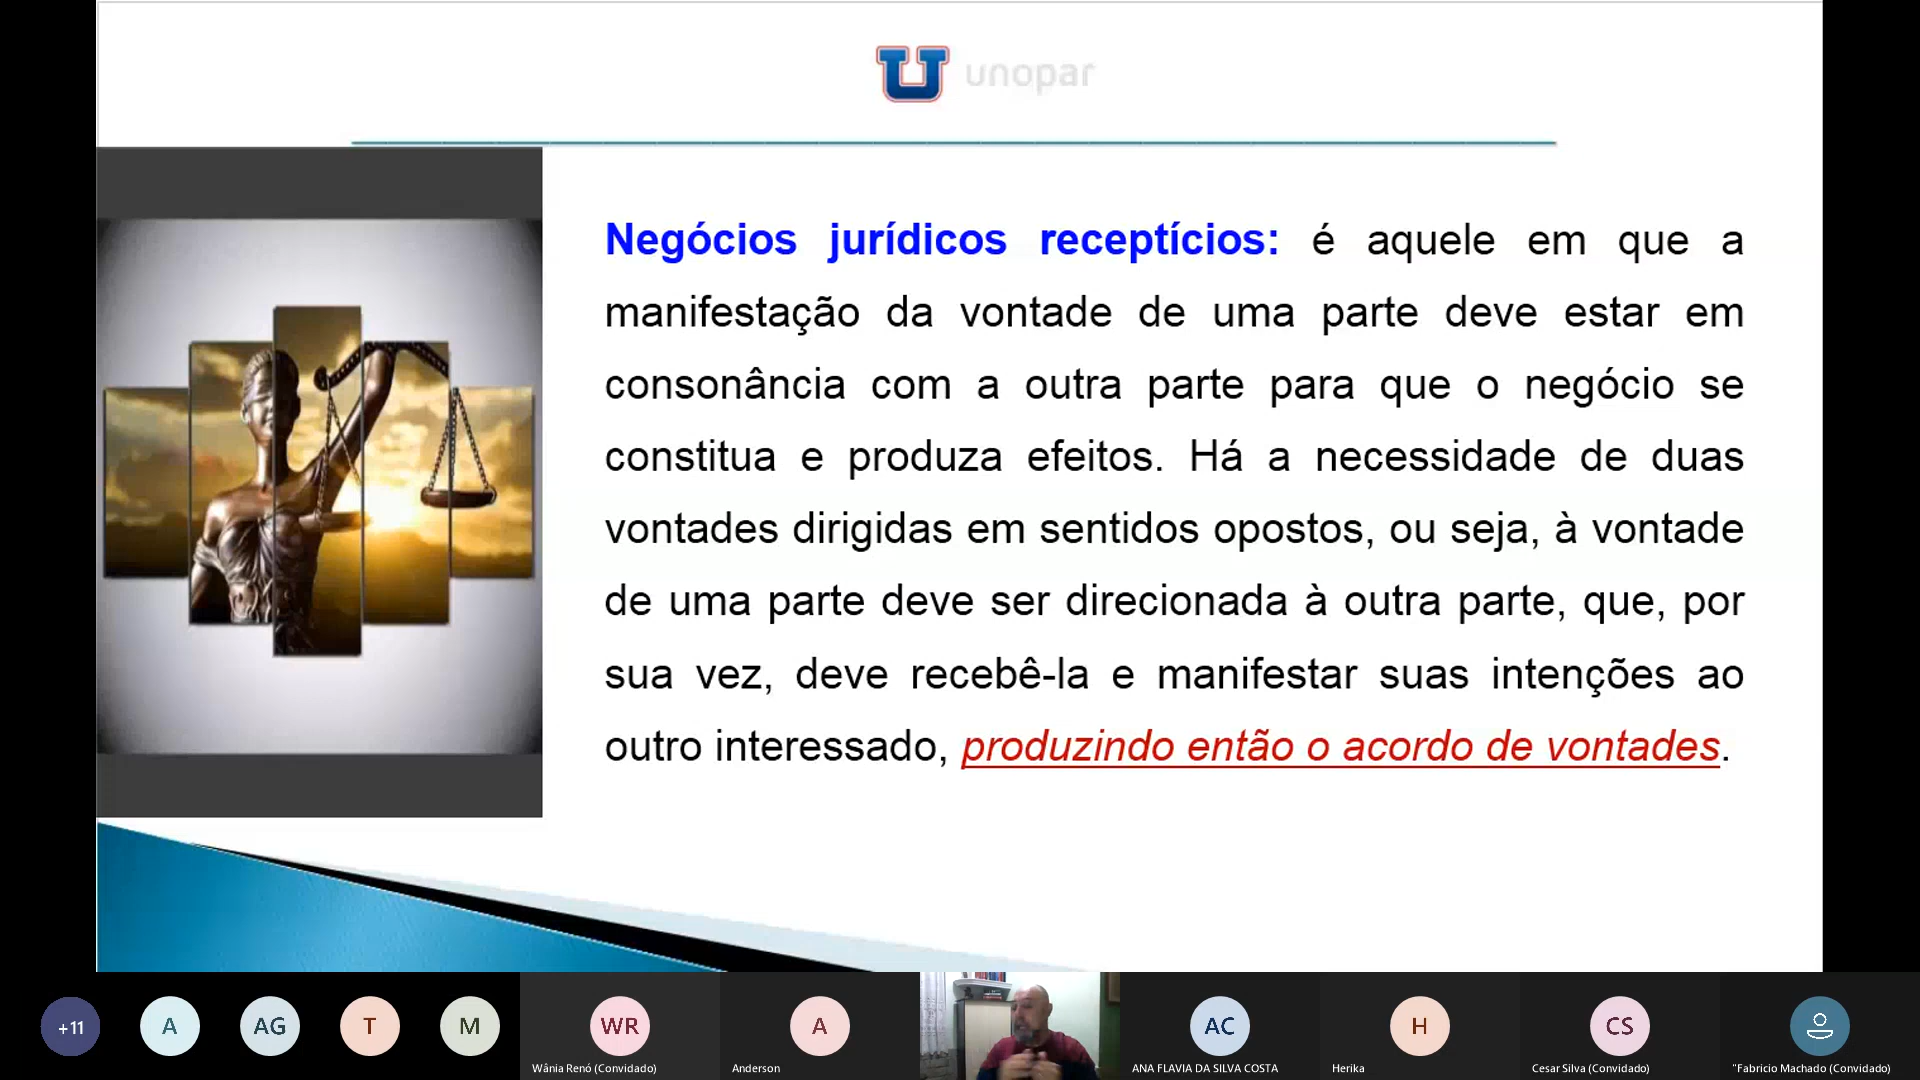 unopar
Negócios jurídicos receptícios: é aquele em que a
manifestação da vontade de uma parte deve estar em
consonância com a outra parte para que o negócio se
constitua e produza efeitos. Há a necessidade de duas
vontades dirigidas em sentidos opostos, ou seja, à vontade
de uma parte deve ser direcionada à outra parte, que, por
sua vez, deve recebê-la e manifestar suas intenções ao
outro interessado, produzindo então o acordo de vontades.
+11 A AG T M WR A AC H CS
Wânia Renó (Convidado) Anderson ANA FLAVIA DA SILVA COSTA Herika Cesar Silva (Convidado) "Fabricio Machado (Convidado)